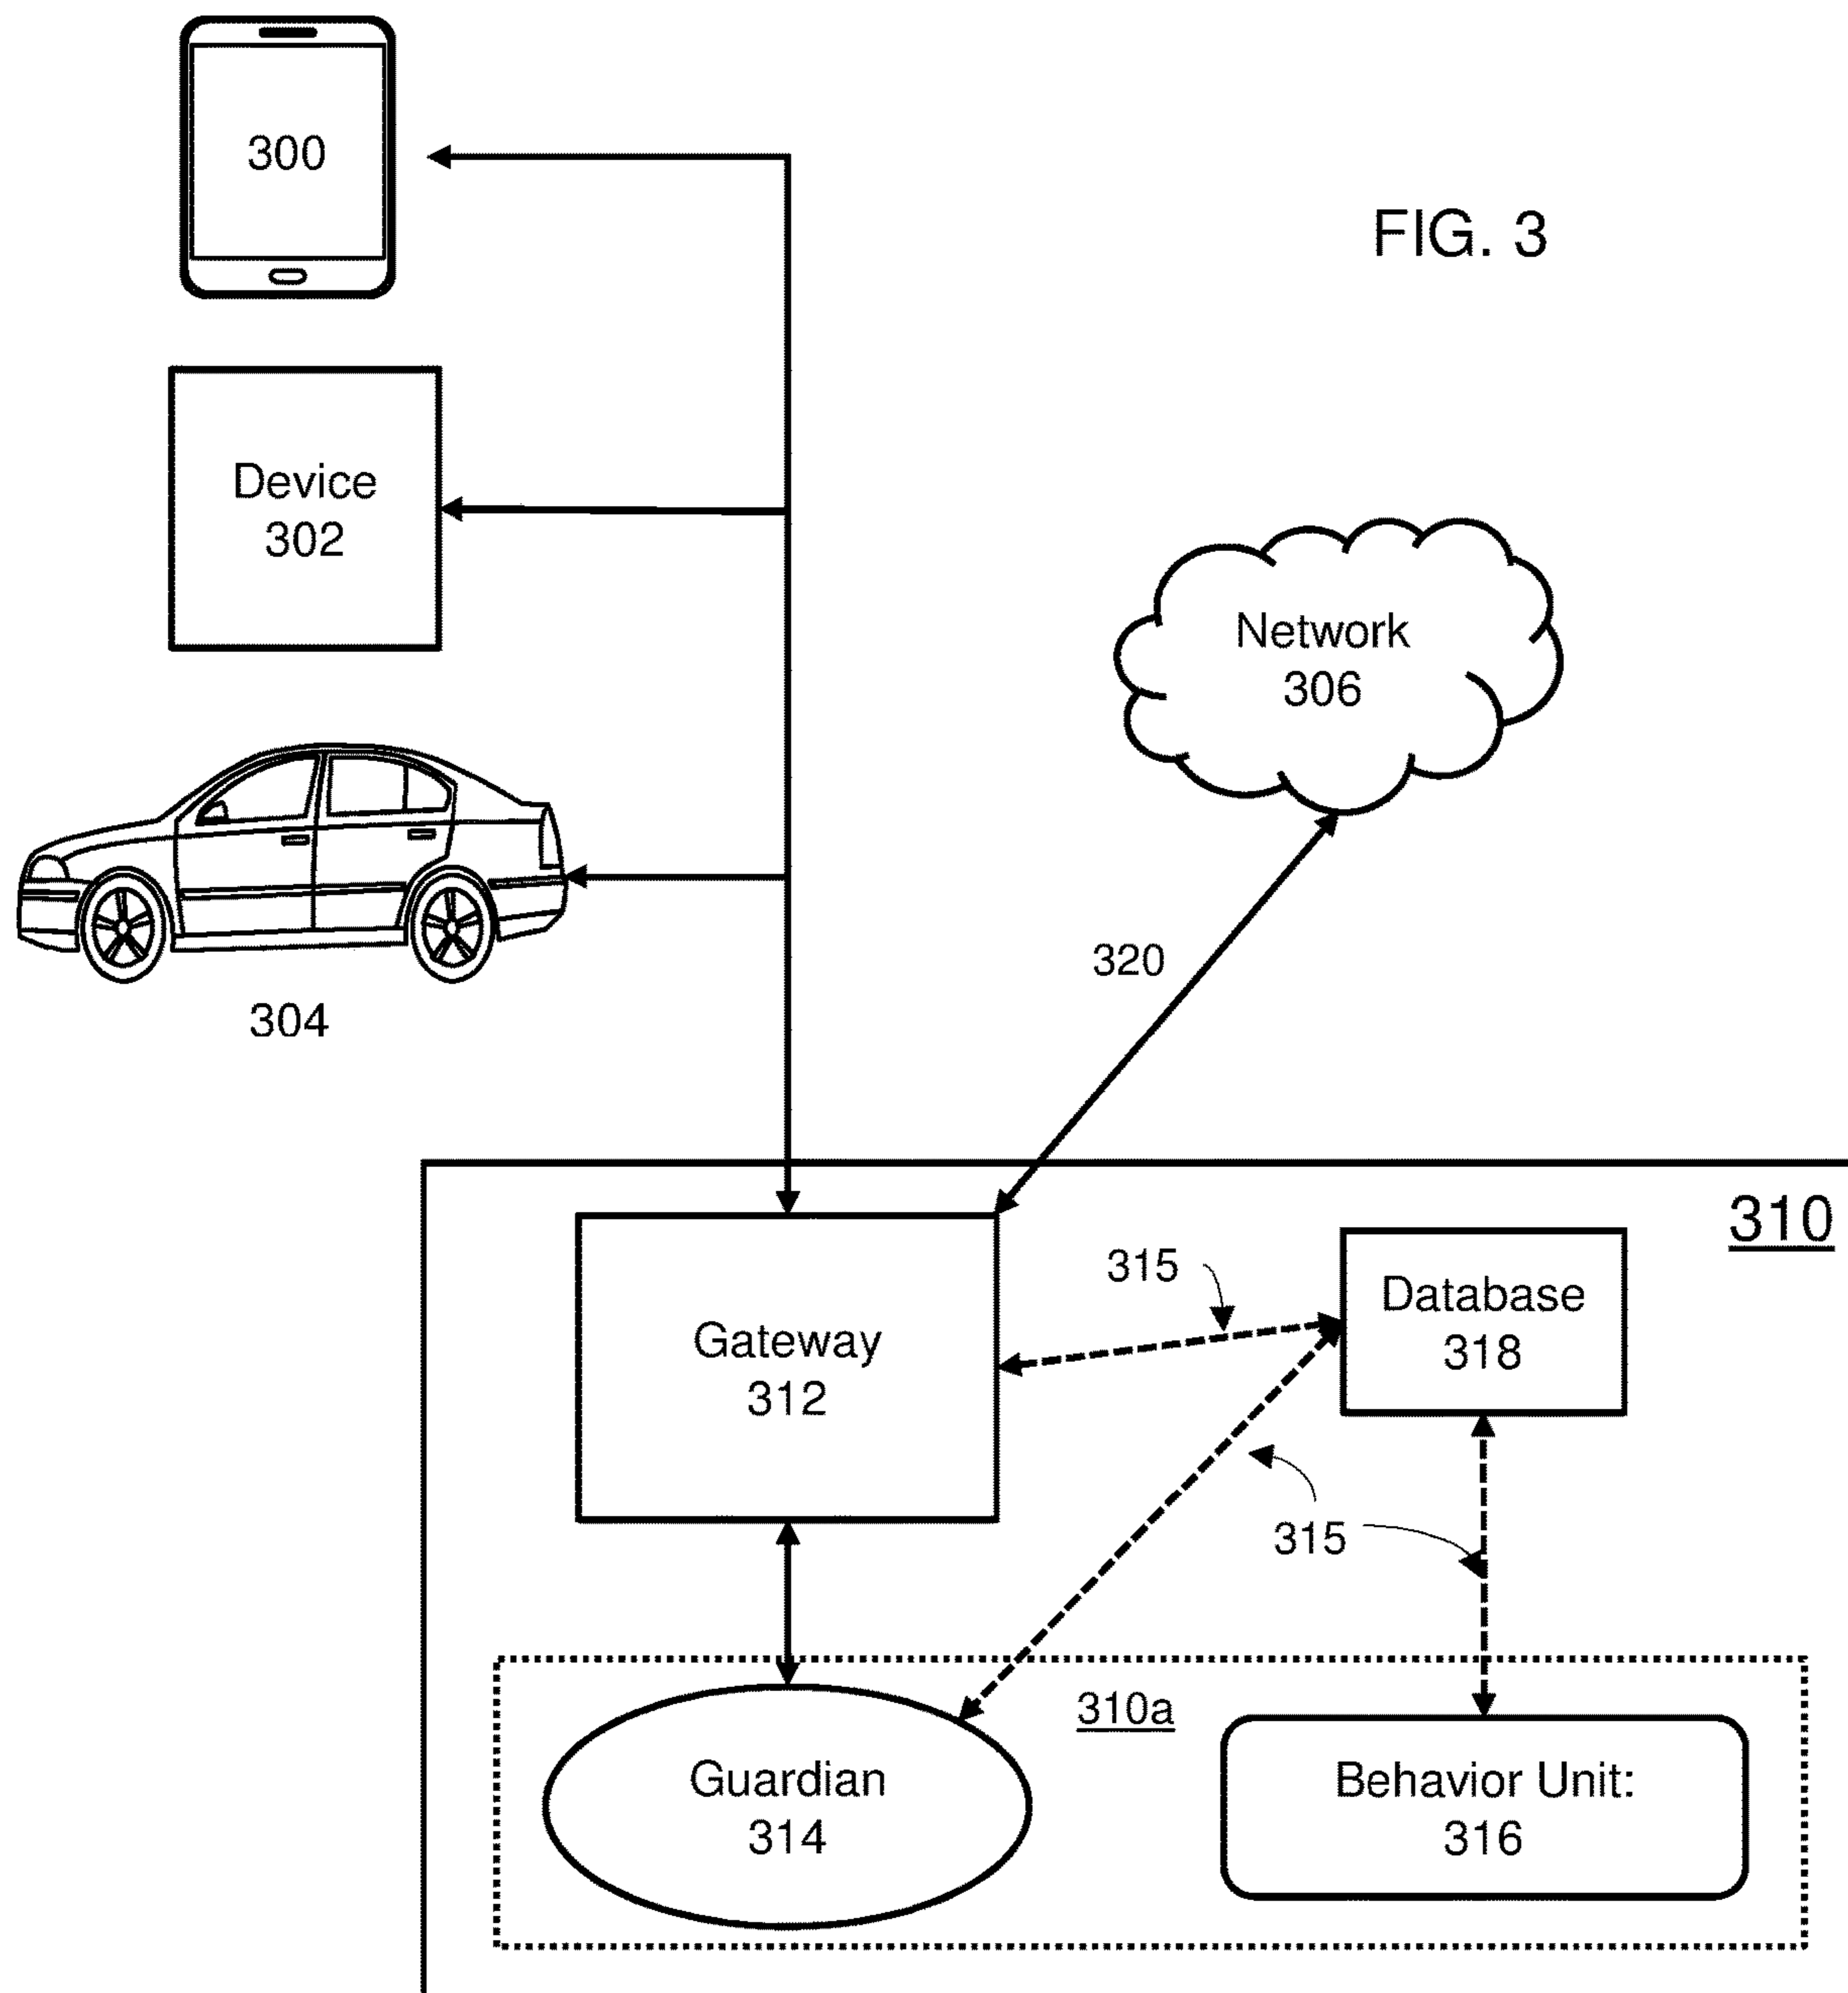 300
FIG. 3
Device
302
Network
306
304
320
310
315
Database
318
Gateway
312
315
310a
Guardian
314
Behavior Unit:
316